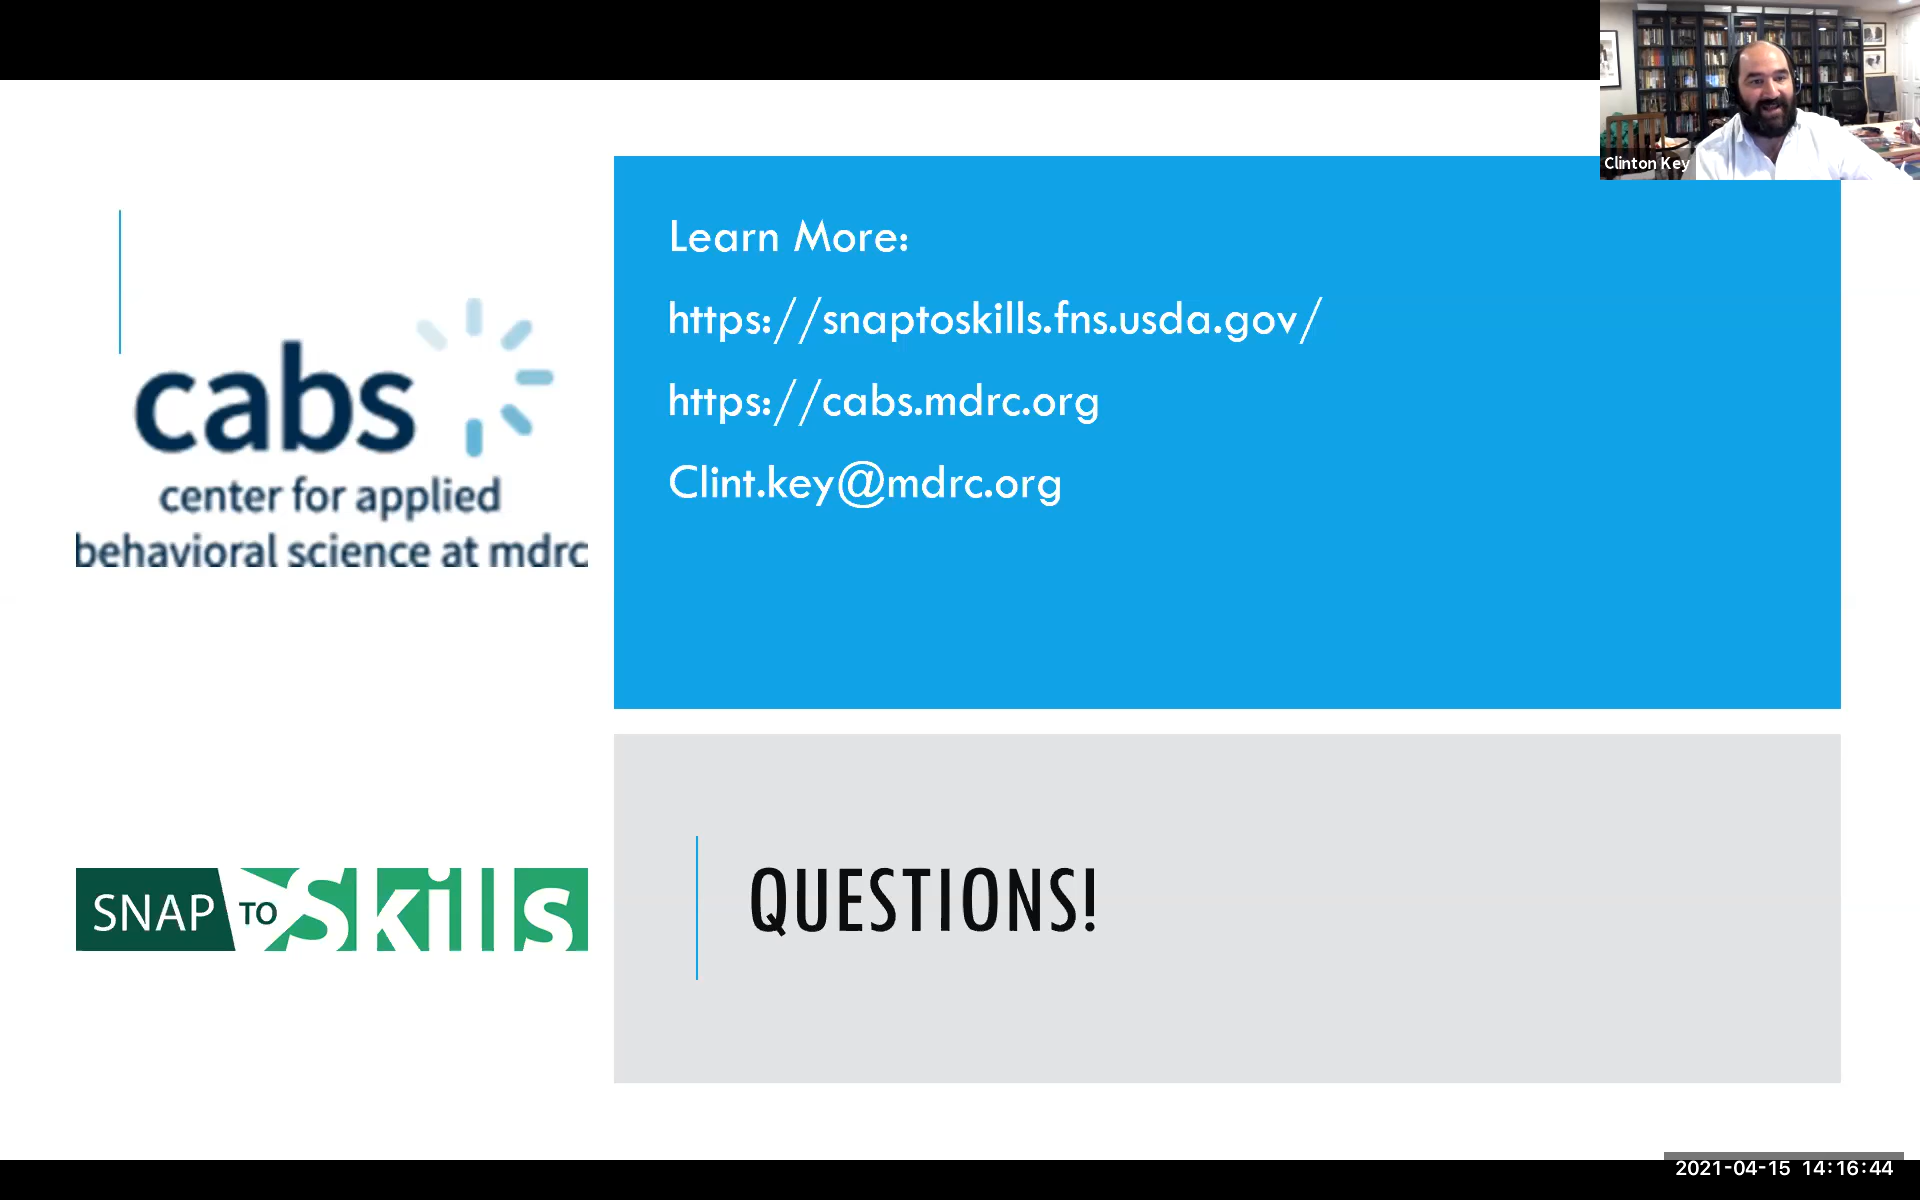 Clinton Key
Learn More:
https://snaptoskills.fns.usda.gov/
https://cabs.mdrc.org
Clint.key@mdrc.org
cabs
center for applied
behavioral science at mdrc
SNAP TO Skills
QUESTIONS!
2021-04-15 14:16:44